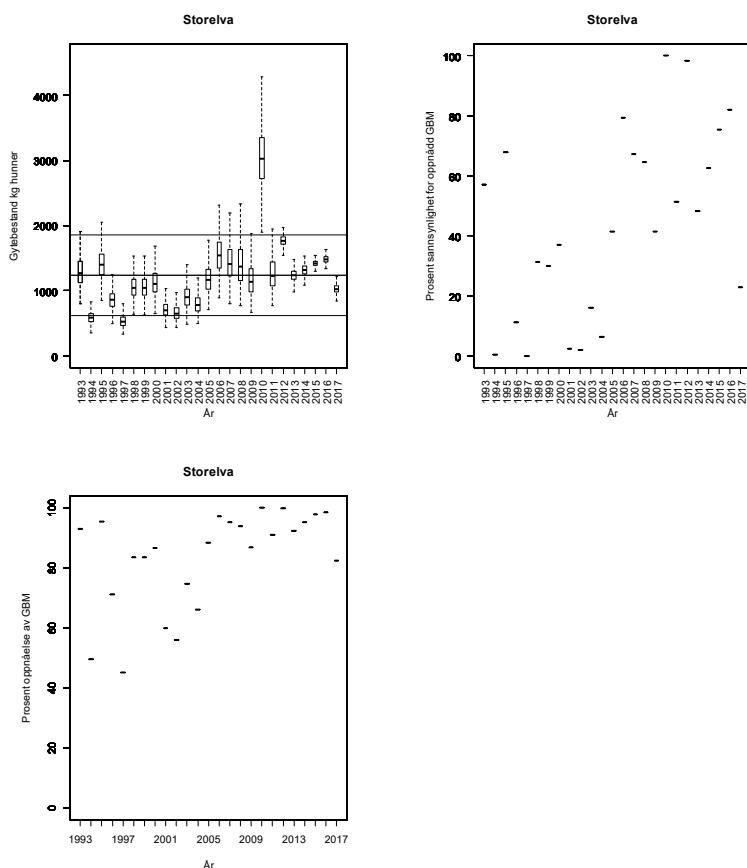 Storelva
Gytebestand kg hunner
4000
3000
2000
1000
0
1993 1994 1995 1996 1997 1998 1999 2000 2001 2002 2003 2004 2005 2006 2007 2008 2009 2010 2011 2012 2013 2014 2015 2016 2017
År
Storelva
Prosent sannsynlighet for oppnådd GBM
100
80
60
40
20
0
1993 1994 1995 1996 1997 1998 1999 2000 2001 2002 2003 2004 2005 2006 2007 2008 2009 2010 2011 2012 2013 2014 2015 2016 2017
År
Storelva
Prosent oppnåelse av GBM
100
80
60
40
20
0
1993 1997 2001 2005 2009 2013 2017
År